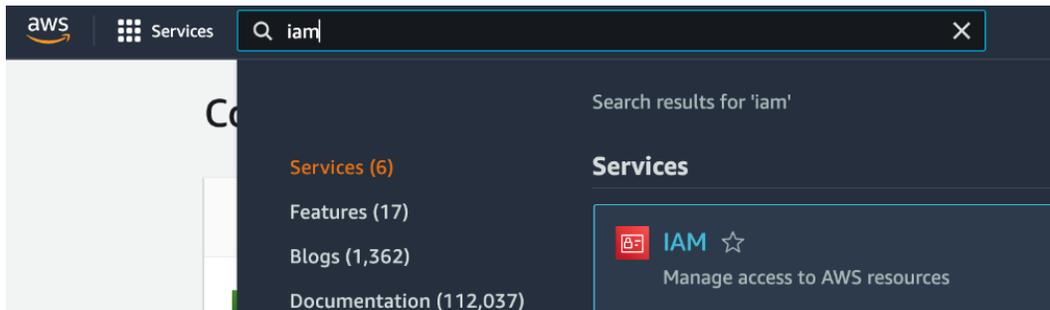 aws
Services
iam
Co
Search results for 'iam'
Services (6)
Features (17)
Blogs (1,362)
Documentation (112,037)
Services
IAM
Manage access to AWS resources